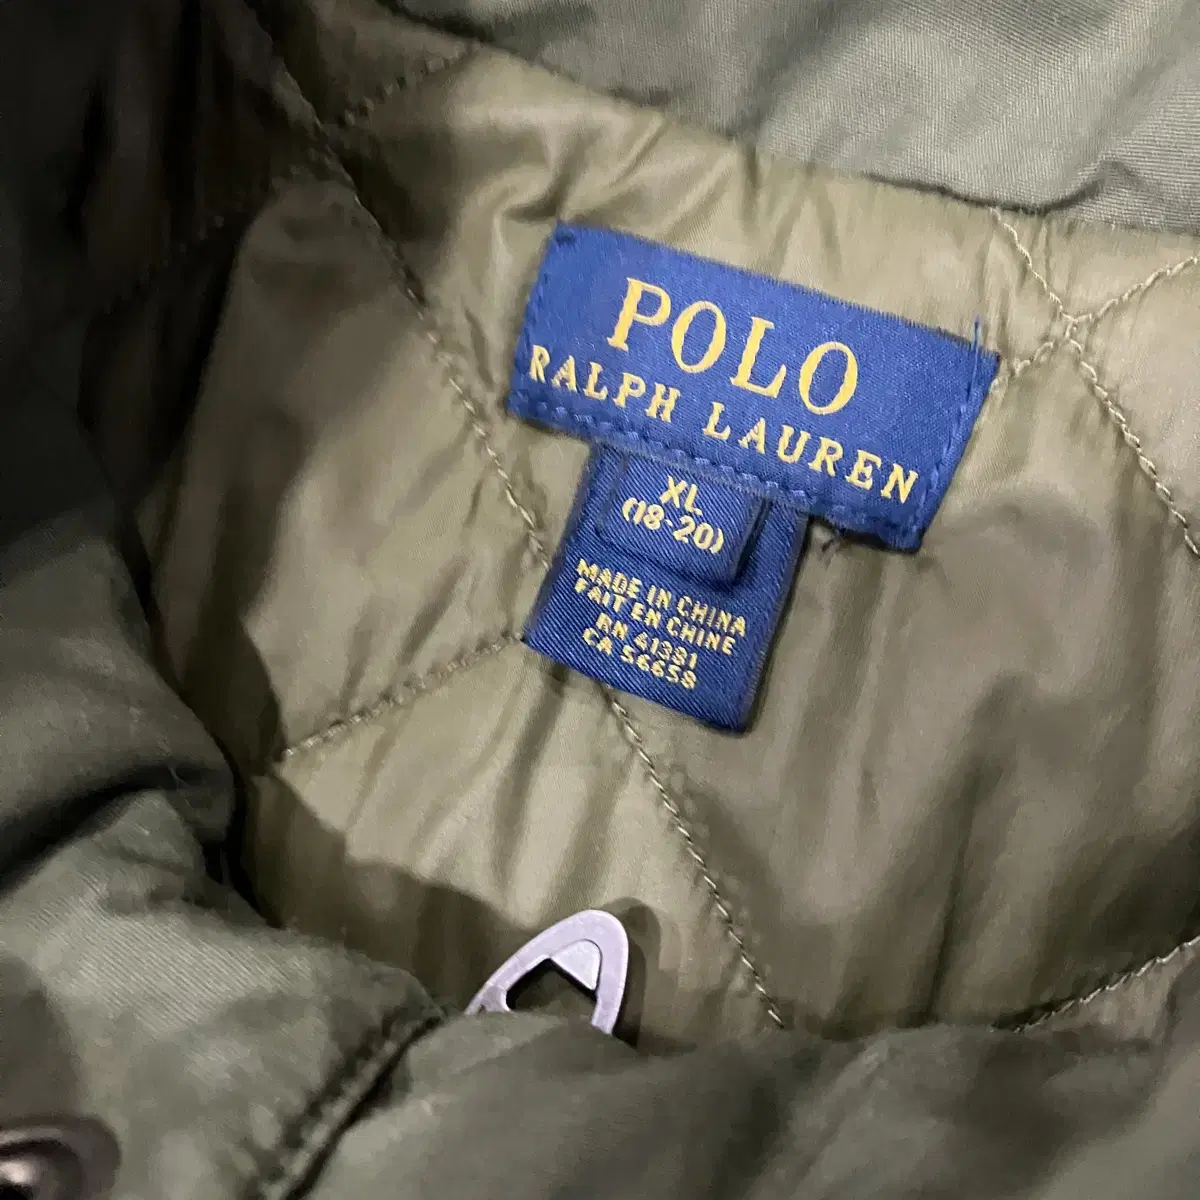 POLO
RALPH LAUREN
XL
(18-20)
MADE IN CHINA
FAIT EN CHINE
RN 41381
CA 56658